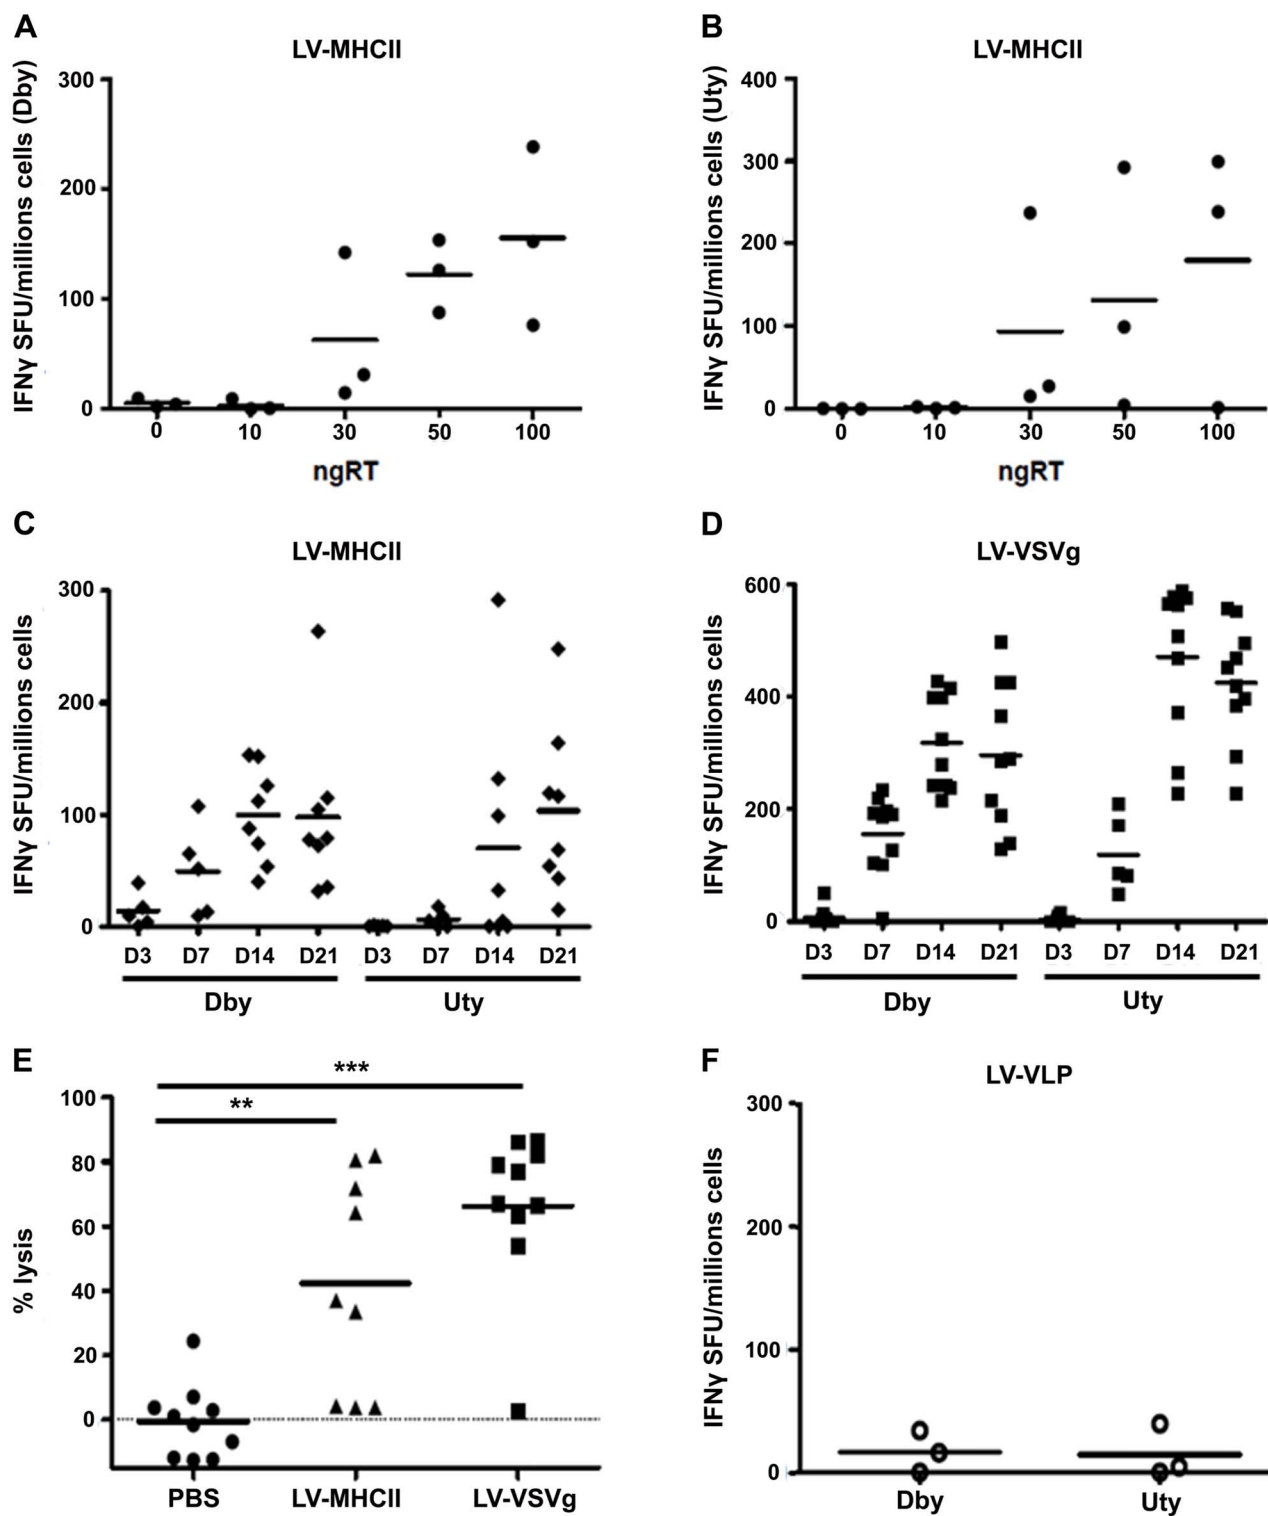 A
LV-MHCII
IFNγ SFU/millions cells (Dby)
300
200
100
0
0 10 30 50 100
ngRT
B
LV-MHCII
IFNγ SFU/millions cells (Uty)
400
300
200
100
0
0 10 30 50 100
ngRT
C
LV-MHCII
IFNγ SFU/millions cells
300
200
100
0
D3 D7 D14 D21 D3 D7 D14 D21
Dby Uty
D
LV-VSVg
IFNγ SFU/millions cells
600
400
200
0
D3 D7 D14 D21 D3 D7 D14 D21
Dby Uty
E
***
**
% lysis
100
80
60
40
20
0
PBS LV-MHCII LV-VSVg
F
LV-VLP
IFNγ SFU/millions cells
300
200
100
0
Dby Uty